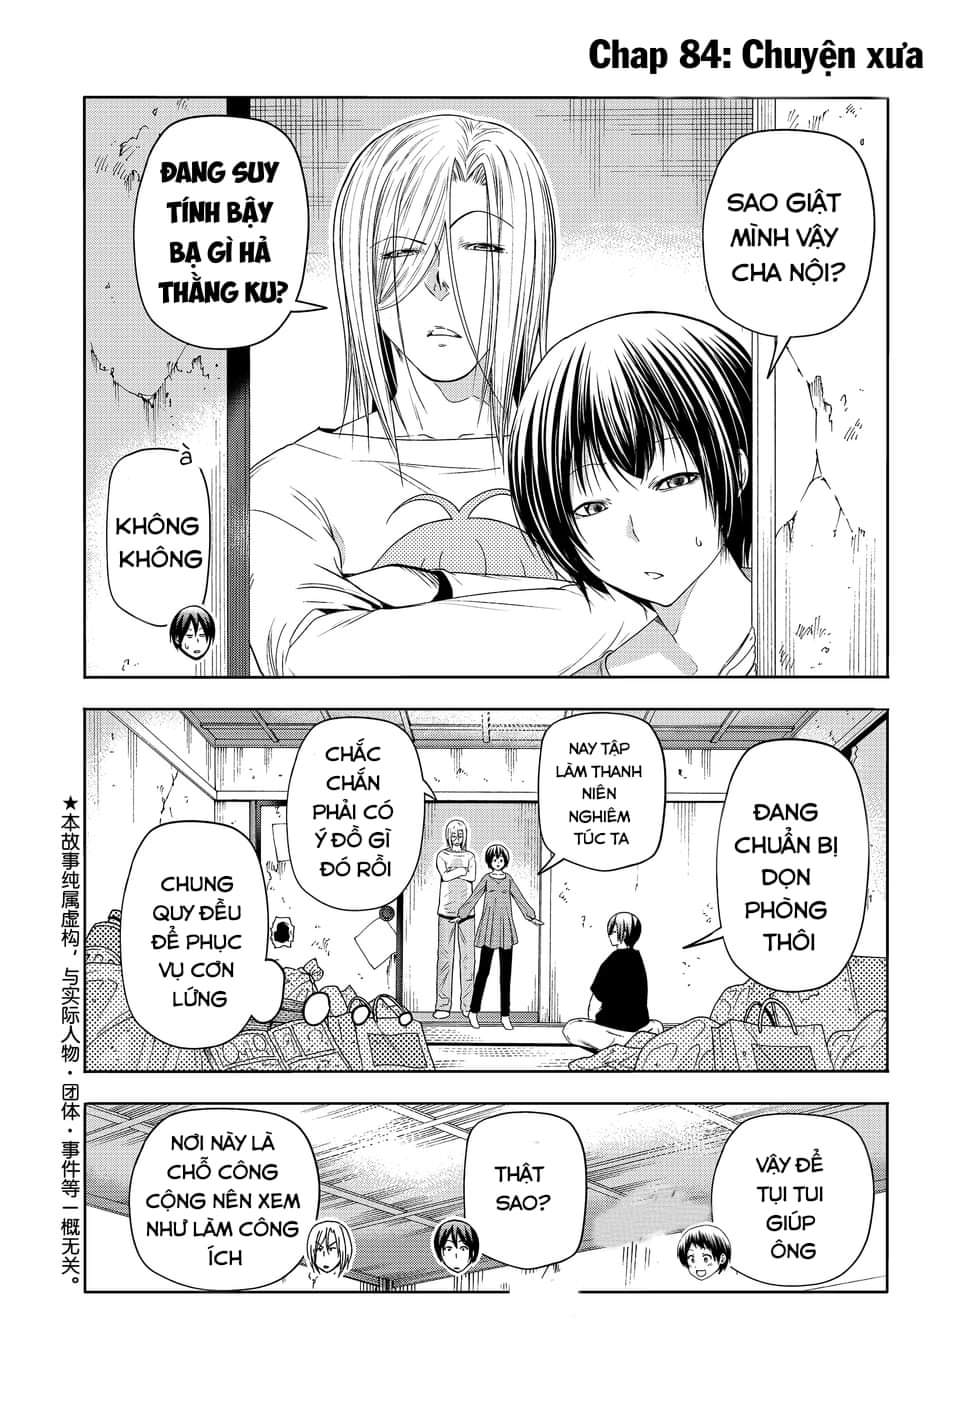 Chap 84: Chuyện xưa
SAO GIẬT
MÌNH VẬY
CHA NỘI?
ĐANG SUY
TÍNH BẬY
BẠ GÌ HẢ
THẰNG KU?
à
KHÔNG
KHÔNG
ĐANG
CHUẨN BỊ
DỌN
PHÒNG
THÔI
NAY TẬP
LÀM THANH
NIÊN
NGHIÊM
TÚC TA
CHẮC
CHẮN
PHẢI CÓ
Ý ĐỒ GÌ
ĐÓ RỒI
CHUNG
QUY ĐỀU
ĐỂ PHỤC
VỤ CƠN
LỨNG
VẬY ĐỂ
TỤI TUI
GIÚP
ÔNG
THẬT
SAO?
NƠI NÀY LÀ
CHỖ CÔNG
CỘNG NÊN XEM
NHƯ LÀM CÔNG
ÍCH
★本故事纯属虚构，与实际人物·团体·事件等一概无关。